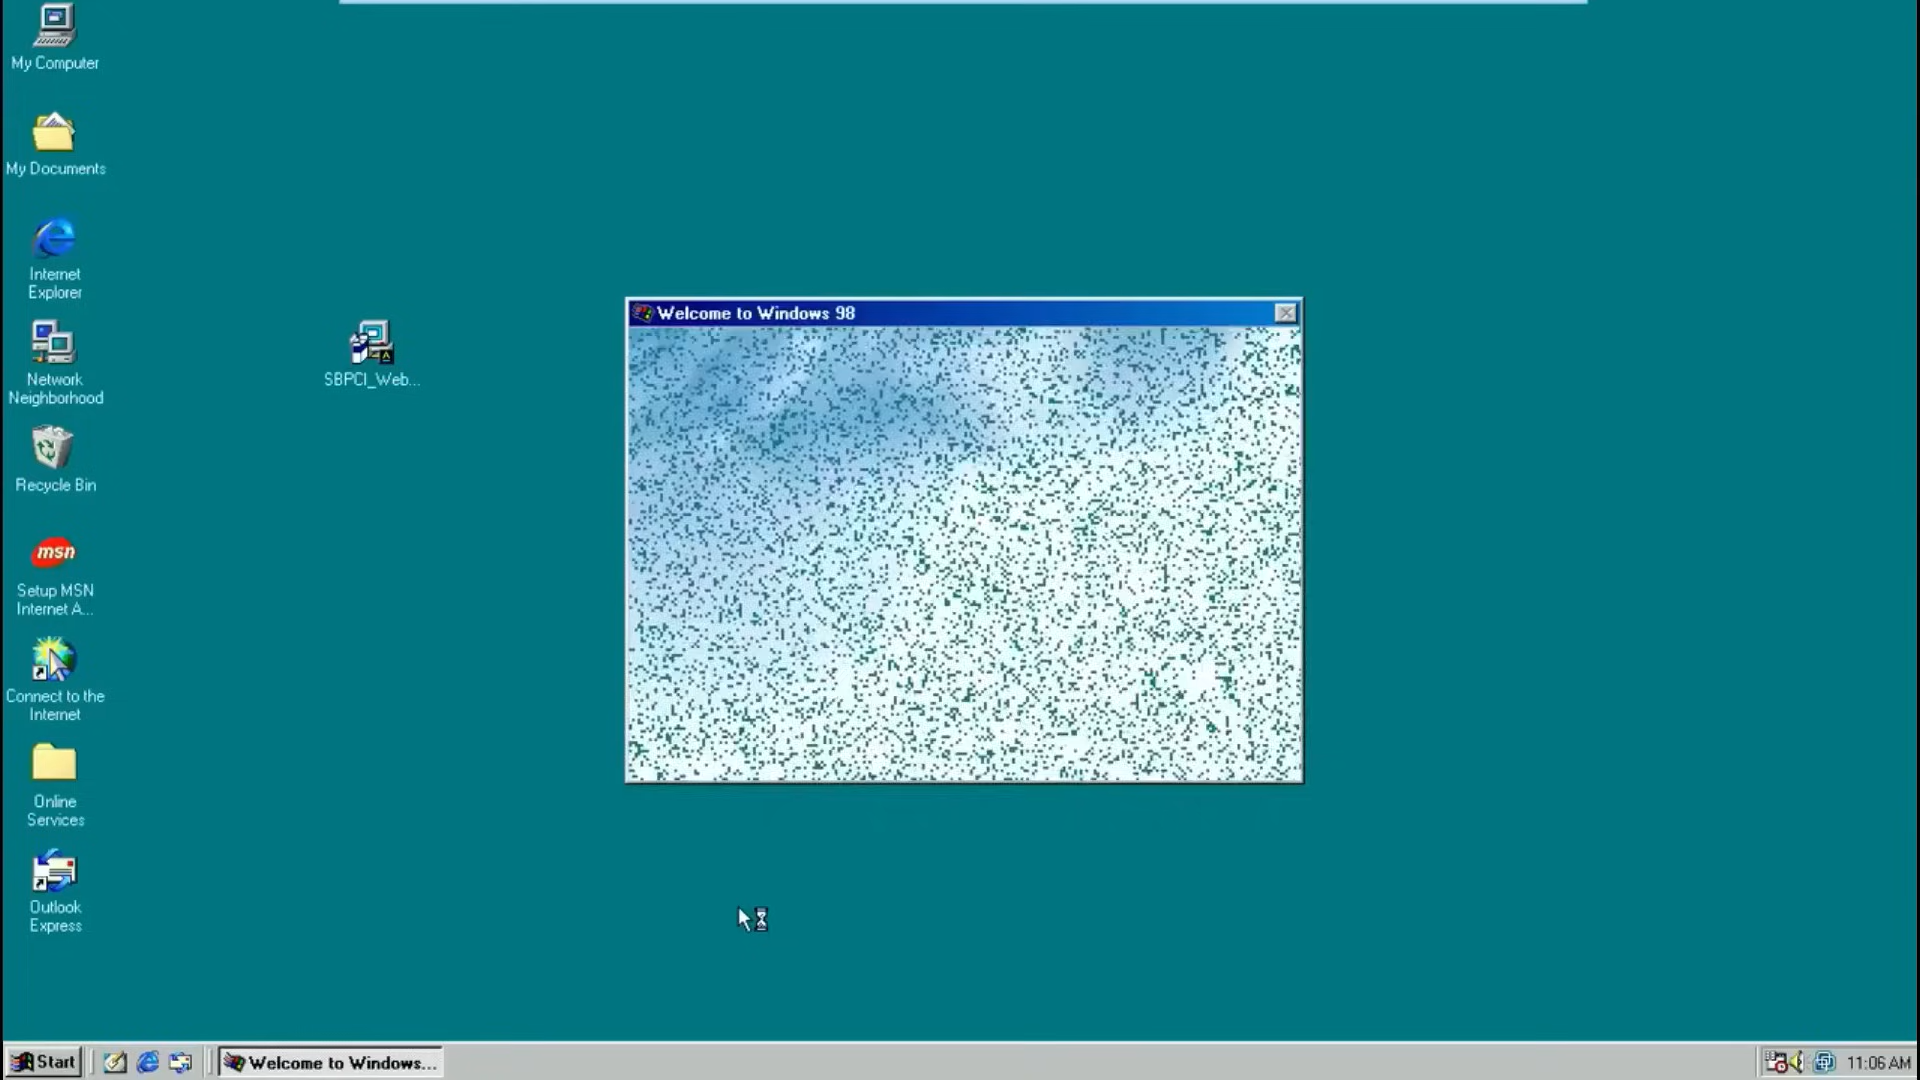 My Computer
My Documents
Internet
Explorer
Network
Neighborhood
SBPCI_Web...
Recycle Bin
msn
Setup MSN
Internet A...
Connect to the
Internet
Online
Services
Outlook
Express
Welcome to Windows 98
Start
Welcome to Windows...
11:06 AM